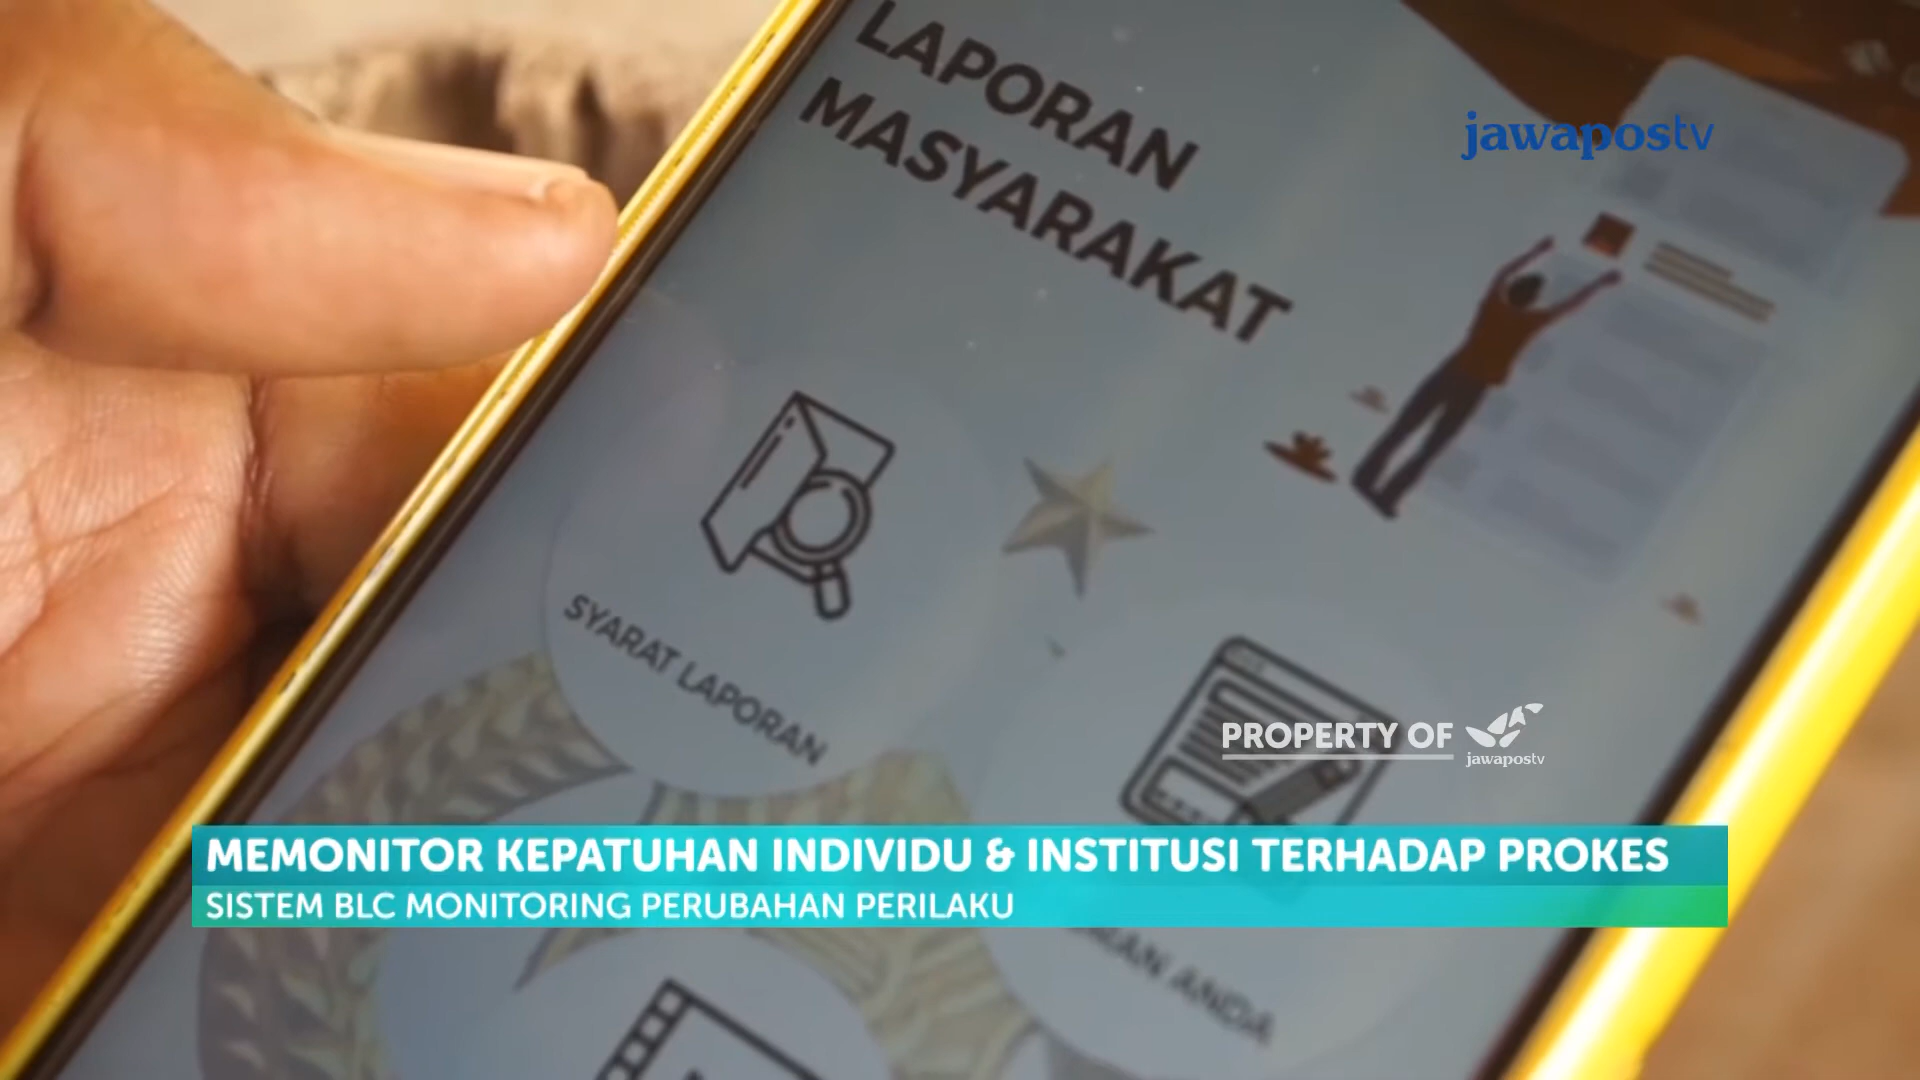 LAPORAN
MASYARAKAT
jawapostv
SYARAT LAPORAN
PROPERTY OF
jawapostv
MEMONITOR KEPATUHAN INDIVIDU & INSTITUSI TERHADAP PROKES
SISTEM BLC MONITORING PERUBAHAN PERILAKU
ANDA